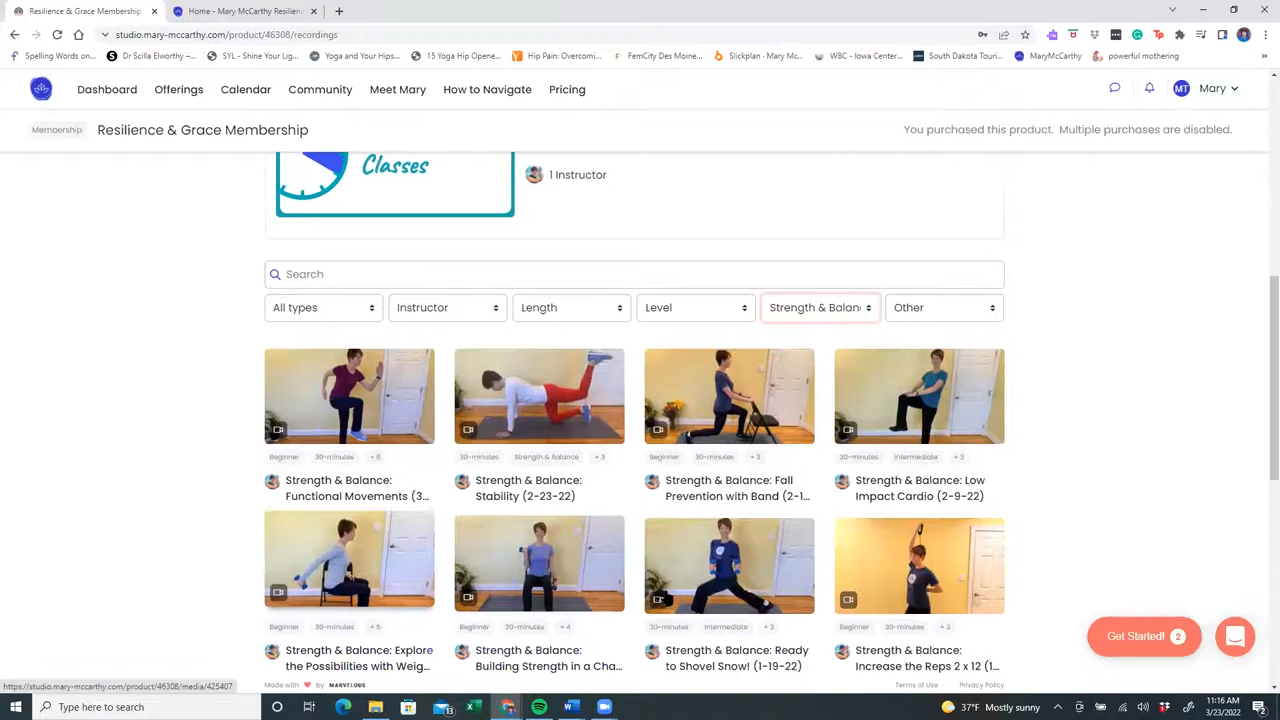 Resilience & Grace Membership
Home - Mary McCarthy Resilienc
studio.mary-mccarthy.com/product/46308/recordings
Spelling Words on...
Dr Scilla Elworthy –...
SYL - Shine Your Lig...
Yoga and Your Hips...
15 Yoga Hip Opene...
Hip Pain: Overcomi...
FemCity Des Moine...
Slickplan - Mary Mc...
WBC - Iowa Center...
South Dakota Touri...
MaryMcCarthy
powerful mothering
Dashboard
Offerings
Calendar
Community
Meet Mary
How to Navigate
Pricing
MT
Mary
Membership
Resilience & Grace Membership
You purchased this product. Multiple purchases are disabled.
Classes
1 Instructor
Search
All types
Instructor
Length
Level
Strength & Balan
Other
Beginner 30-minutes + 8
30-minutes Strength & Balance + 3
Beginner 30-minutes + 3
30-minutes Intermediate + 3
Strength & Balance:
Functional Movements (3...
Strength & Balance:
Stability (2-23-22)
Strength & Balance: Fall
Prevention with Band (2-1...
Strength & Balance: Low
Impact Cardio (2-9-22)
Beginner 30-minutes + 5
Beginner 30-minutes + 4
30-minutes Intermediate + 3
Beginner 30-minutes + 3
Strength & Balance: Explore
the Possibilities with Weig...
Strength & Balance:
Building Strength in a Cha...
Strength & Balance: Ready
to Shovel Snow! (1-19-22)
Strength & Balance:
Increase the Reps 2 x 12 (1...
Get Started! 2
https://studio.mary-mccarthy.com/product/46308/media/425407
Made with by MARVELOUS
Terms of Use
Privacy Policy
Type here to search
13
37°F Mostly sunny
11:16 AM
3/23/2022